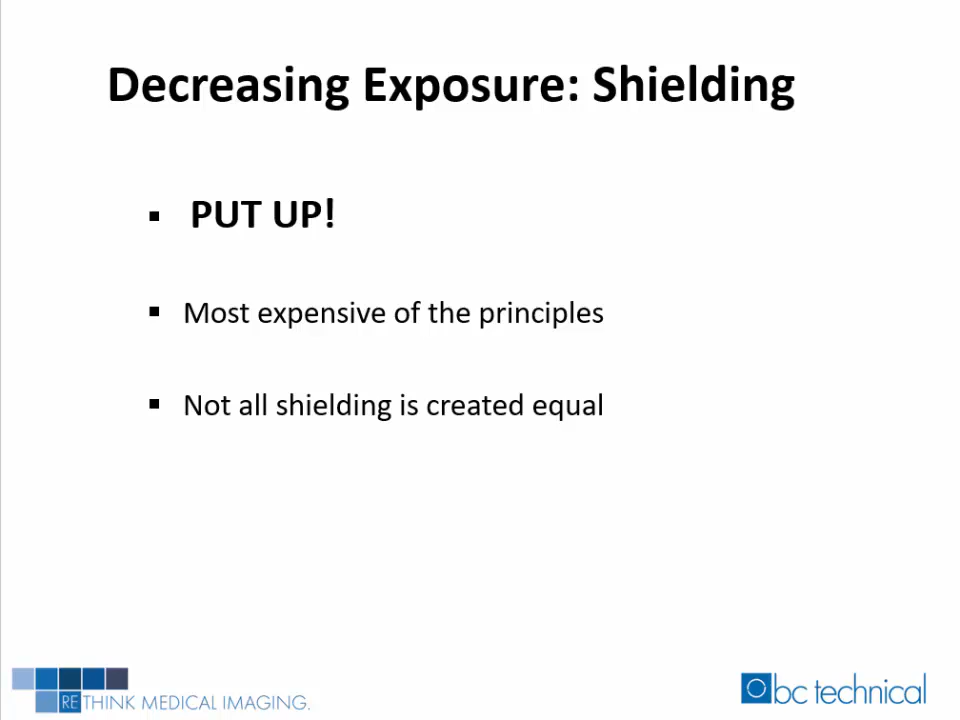 Decreasing Exposure: Shielding
▪ PUT UP!
▪ Most expensive of the principles
▪ Not all shielding is created equal
RETHINK MEDICAL IMAGING.
bc technical